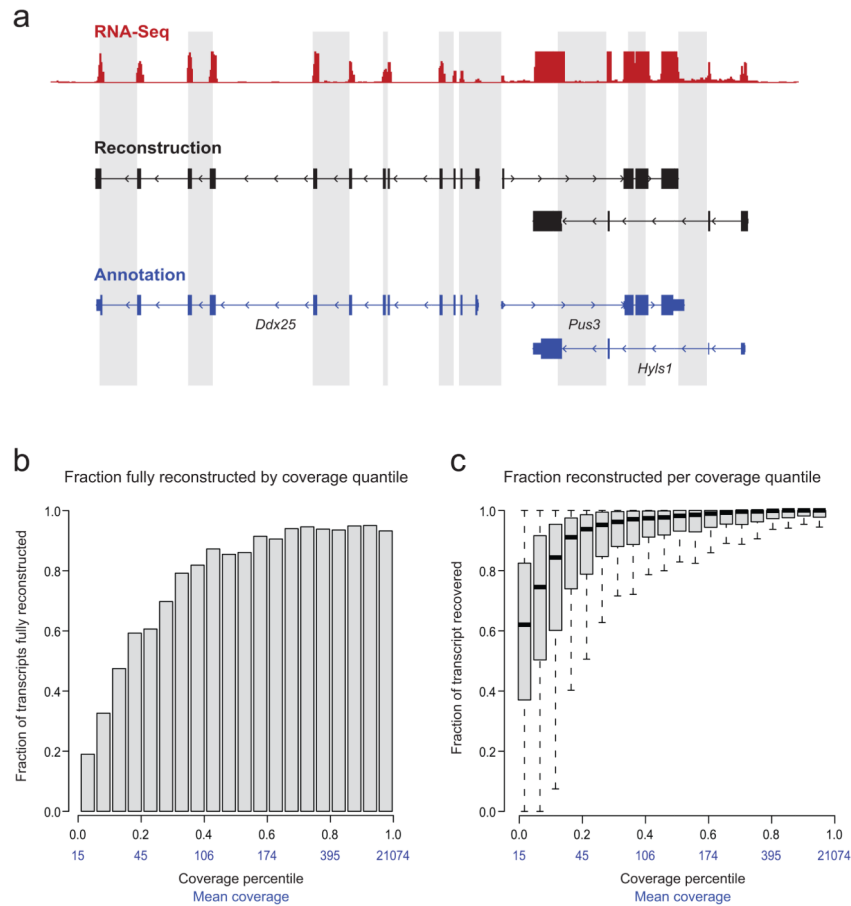 a
RNA-Seq
Reconstruction
Annotation
Ddx25
Pus3
Hyls1
b
Fraction fully reconstructed by coverage quantile
Fraction of transcripts fully reconstructed
1.0
0.8
0.6
0.4
0.2
0.0
0.0 0.2 0.4 0.6 0.8 1.0
15 45 106 174 395 21074
Coverage percentile
Mean coverage
c
Fraction reconstructed per coverage quantile
Fraction of transcript recovered
1.0
0.8
0.6
0.4
0.2
0.0
0.0 0.2 0.4 0.6 0.8 1.0
15 45 106 174 395 21074
Coverage percentile
Mean coverage